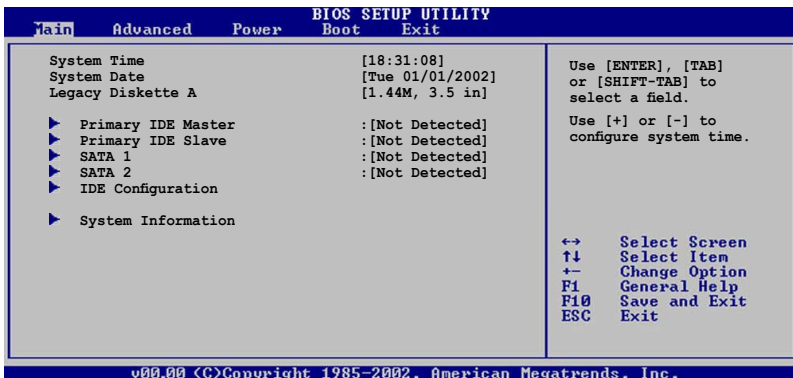 BIOS SETUP UTILITY
Main Advanced Power Boot Exit
System Time [18:31:08]
System Date [Tue 01/01/2002]
Legacy Diskette A [1.44M, 3.5 in]
Primary IDE Master :[Not Detected]
Primary IDE Slave :[Not Detected]
SATA 1 :[Not Detected]
SATA 2 :[Not Detected]
IDE Configuration
System Information
Use [ENTER], [TAB]
or [SHIFT-TAB] to
select a field.
Use [+] or [-] to
configure system time.
↔ Select Screen
↑↓ Select Item
+- Change Option
F1 General Help
F10 Save and Exit
ESC Exit
v00.00 (C)Copyright 1985-2002, American Megatrends, Inc.